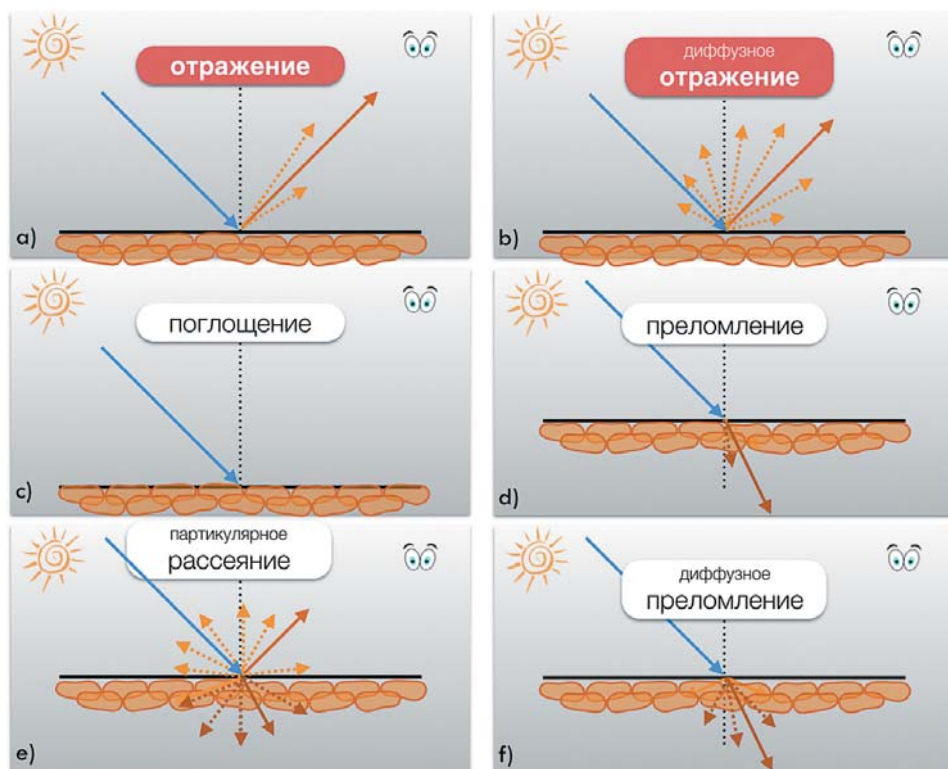 отражение
a)
диффузное
отражение
b)
поглощение
c)
преломление
d)
партикулярное
рассеяние
e)
диффузное
преломление
f)